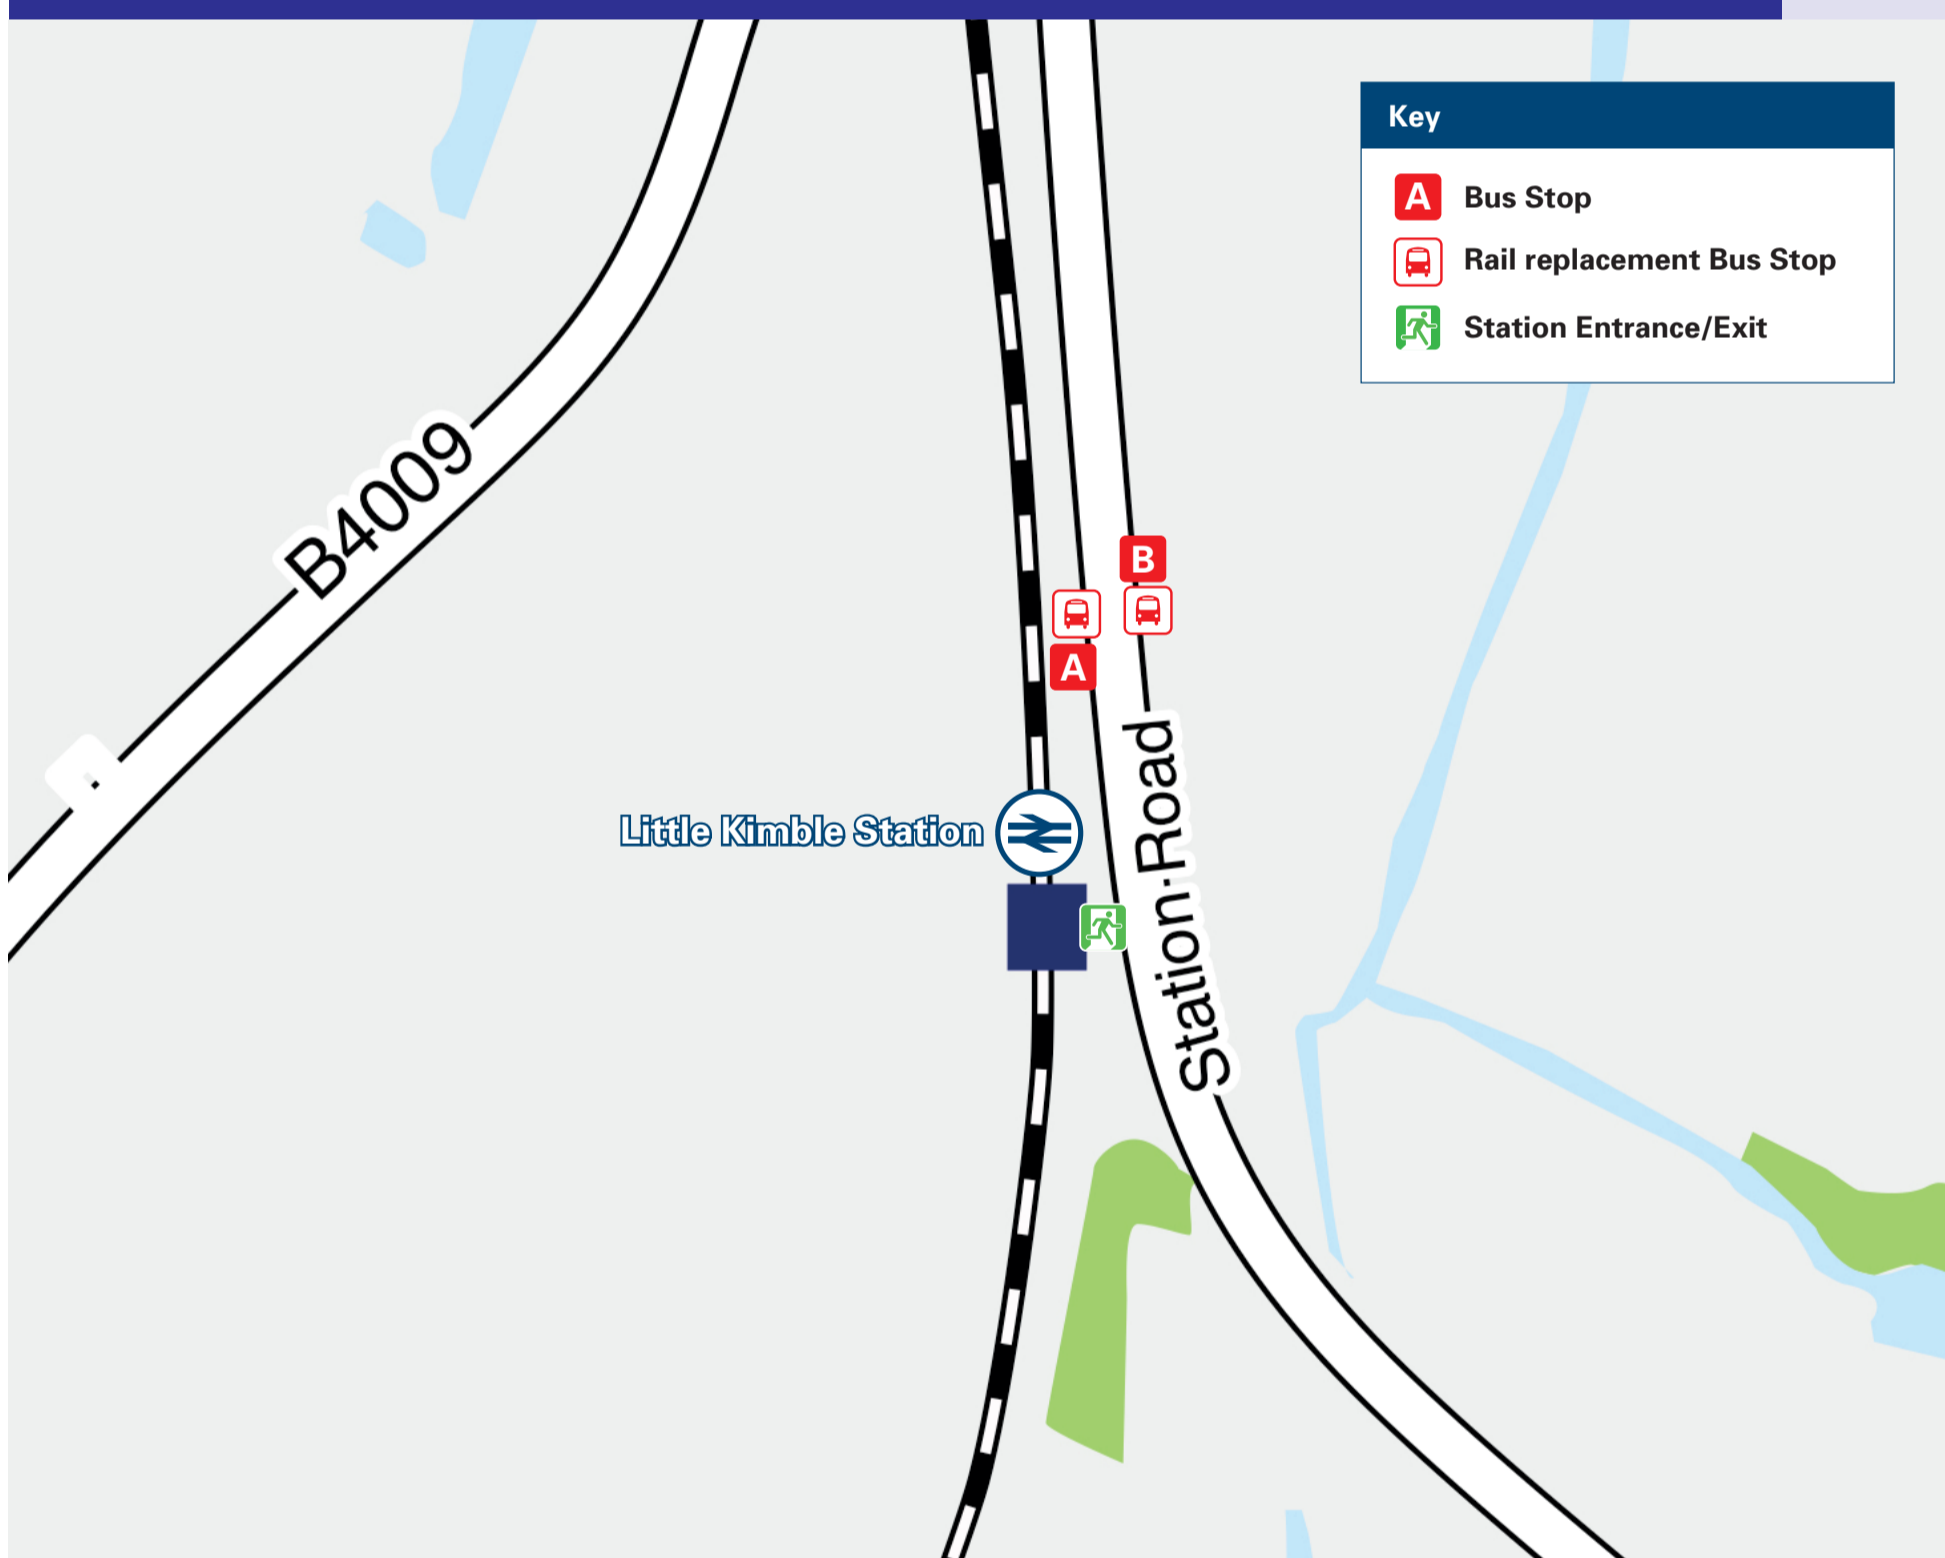 Key
A Bus Stop
Rail replacement Bus Stop
Station Entrance/Exit
B4009
B
A
Station Road
Little Kimble Station